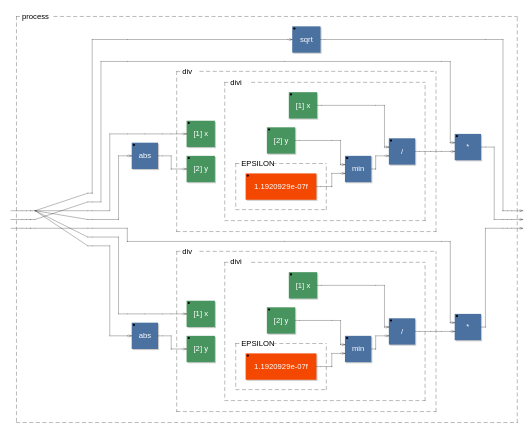 process
sqrt
div
divi
[1] x
[1] x
[2] y
*
/
abs
EPSILON
[2] y
min
1.1920929e-07f
div
divi
[1] x
[1] x
[2] y
*
/
abs
EPSILON
[2] y
min
1.1920929e-07f